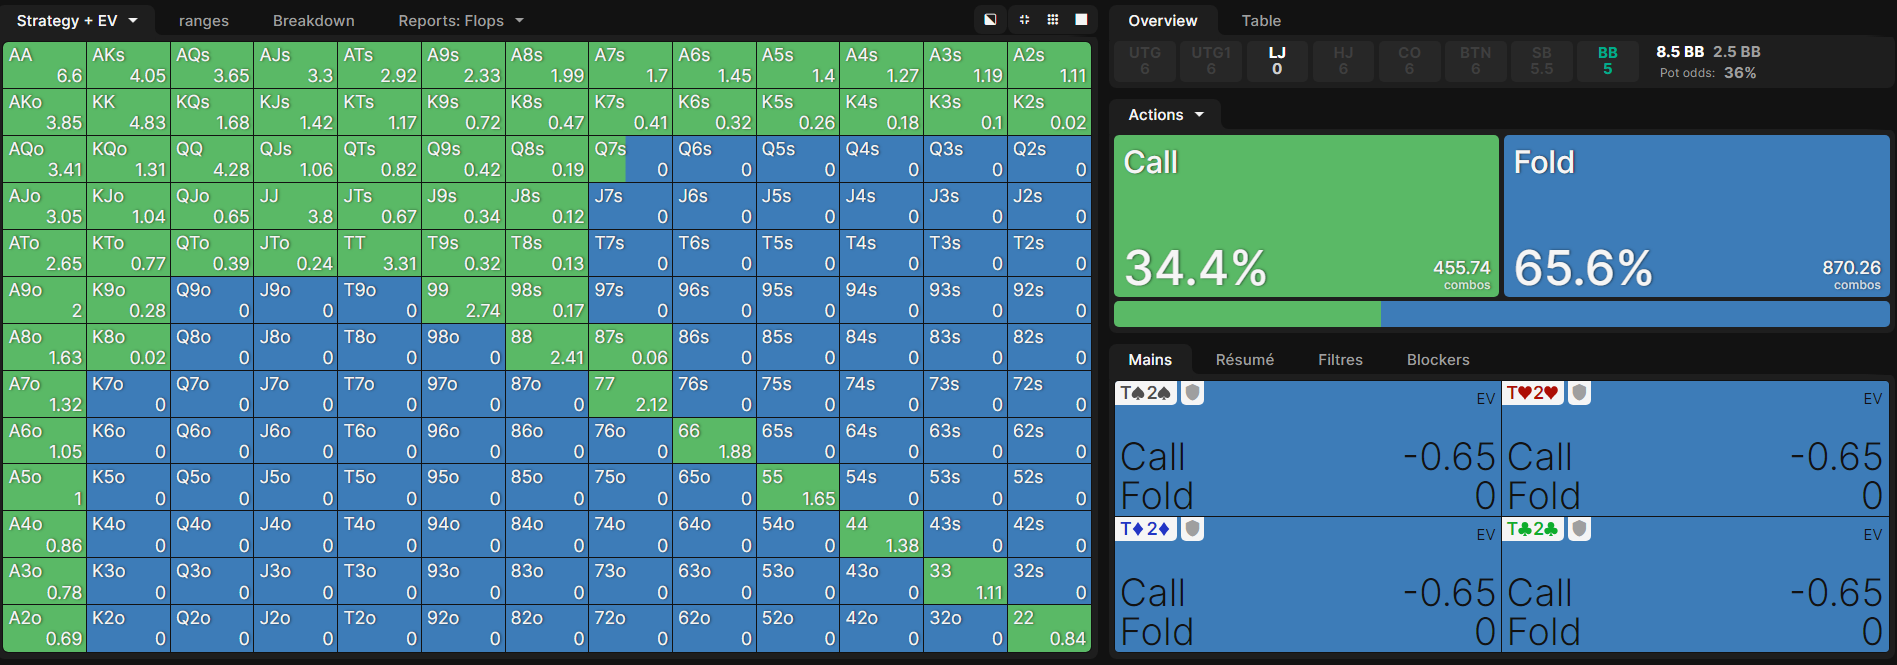 Strategy + EV ranges Breakdown Reports: Flops
AA AKs AQs AJs ATs A9s A8s A7s A6s A5s A4s A3s A2s
6.6 4.05 3.65 3.3 2.92 2.33 1.99 1.7 1.45 1.4 1.27 1.19 1.11
AKo KK KQs KJs KTs K9s K8s K7s K6s K5s K4s K3s K2s
3.85 4.83 1.68 1.42 1.17 0.72 0.47 0.41 0.32 0.26 0.18 0.1 0.02
AQo KQo QQ QJs QTs Q9s Q8s Q7s Q6s Q5s Q4s Q3s Q2s
3.41 1.31 4.28 1.06 0.82 0.42 0.19 0 0 0 0 0 0
AJo KJo QJo JJ JTs J9s J8s J7s J6s J5s J4s J3s J2s
3.05 1.04 0.65 3.8 0.67 0.34 0.12 0 0 0 0 0 0
ATo KTo QTo JTo TT T9s T8s T7s T6s T5s T4s T3s T2s
2.65 0.77 0.39 0.24 3.31 0.32 0.13 0 0 0 0 0 0
A9o K9o Q9o J9o T9o 99 98s 97s 96s 95s 94s 93s 92s
2 0.28 0 0 0 2.74 0.17 0 0 0 0 0 0
A8o K8o Q8o J8o T8o 98o 88 87s 86s 85s 84s 83s 82s
1.63 0.02 0 0 0 0 2.41 0.06 0 0 0 0 0
A7o K7o Q7o J7o T7o 97o 87o 77 76s 75s 74s 73s 72s
1.32 0 0 0 0 0 0 2.12 0 0 0 0 0
A6o K6o Q6o J6o T6o 96o 86o 76o 66 65s 64s 63s 62s
1.05 0 0 0 0 0 0 0 1.88 0 0 0 0
A5o K5o Q5o J5o T5o 95o 85o 75o 65o 55 54s 53s 52s
1 0 0 0 0 0 0 0 0 1.65 0 0 0
A4o K4o Q4o J4o T4o 94o 84o 74o 64o 54o 44 43s 42s
0.86 0 0 0 0 0 0 0 0 0 1.38 0 0
A3o K3o Q3o J3o T3o 93o 83o 73o 63o 53o 43o 33 32s
0.78 0 0 0 0 0 0 0 0 0 0 1.11 0
A2o K2o Q2o J2o T2o 92o 82o 72o 62o 52o 42o 32o 22
0.69 0 0 0 0 0 0 0 0 0 0 0 0.84
Overview Table
UTG UTG1 LJ HJ CO BTN SB BB 8.5 BB 2.5 BB
6 6 0 6 6 6 5.5 5 Pot odds: 36%
Actions
Call Fold
34.4% 455.74 65.6% 870.26
combos combos
Mains Résumé Filtres Blockers
T♠2♠ EV T♥2♥ EV
Call -0.65 Call -0.65
Fold 0 Fold 0
T♦2♦ EV T♣2♣ EV
Call -0.65 Call -0.65
Fold 0 Fold 0